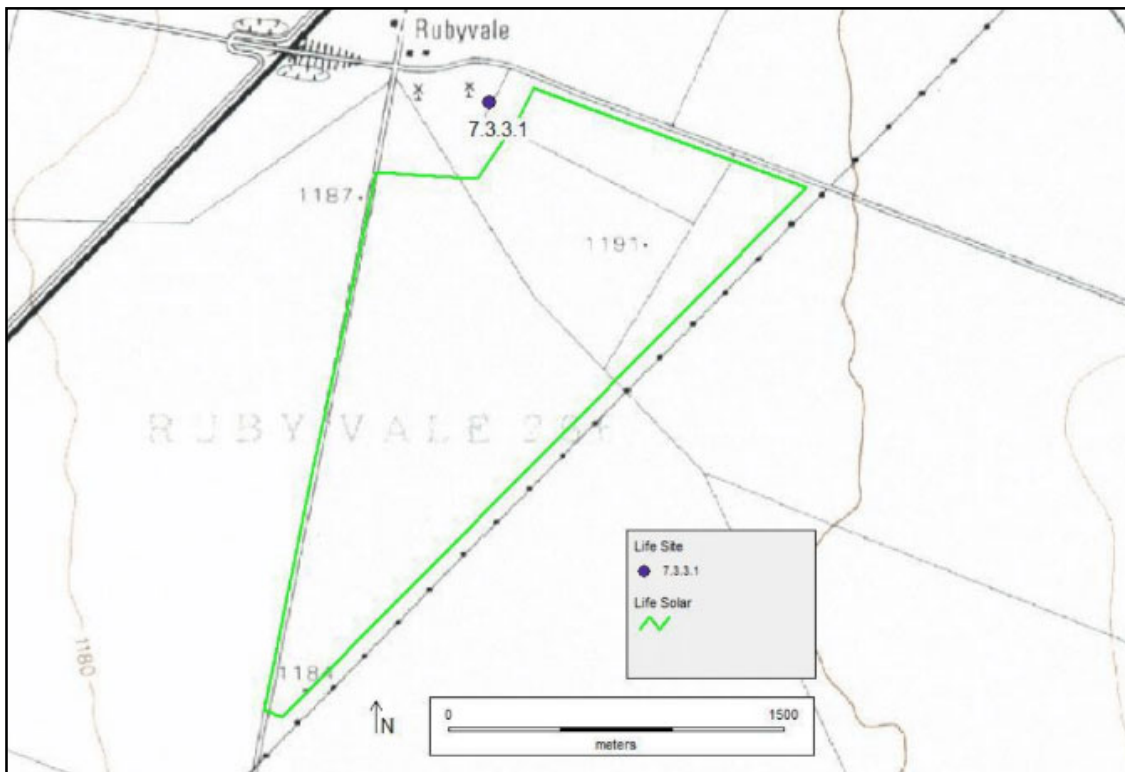 Rubyvale
7.3.3.1
1187
1191
RUBYVALE
1180
N
Life Site
7.3.3.1
Life Solar
0 1500
meters